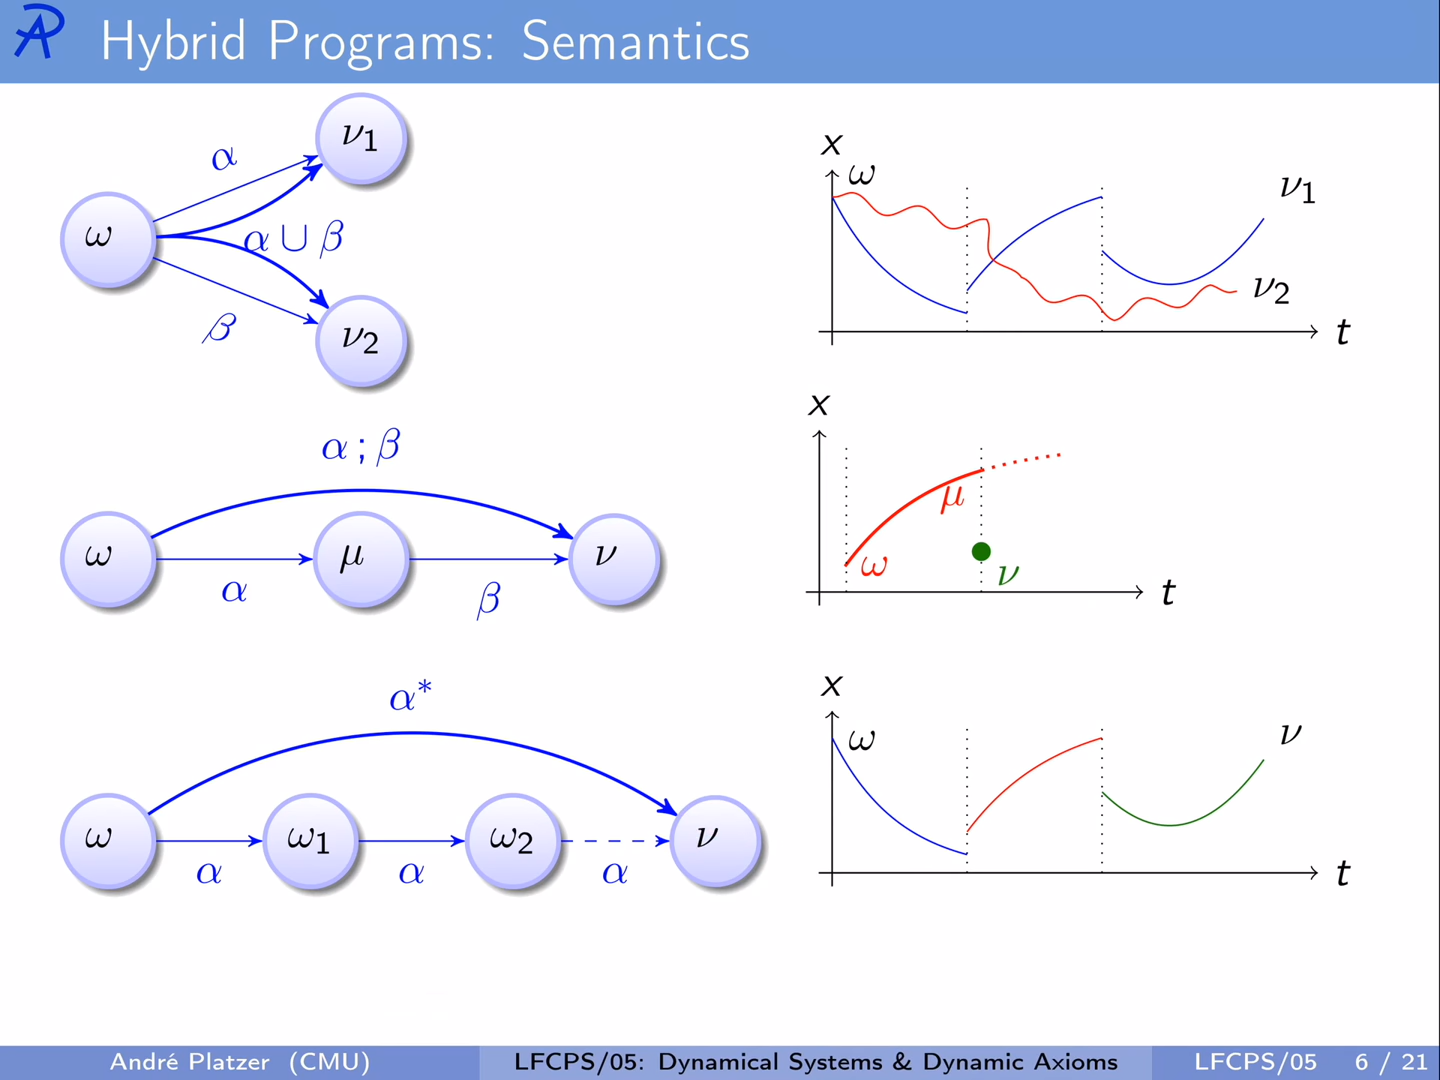 Hybrid Programs: Semantics
α
ν₁
ω
α ∪ β
β
ν₂
x
ω
ν₁
ν₂
t
α ; β
ω
μ
ν
α
β
x
μ
ω
ν
t
α*
ω
ω₁
ω₂
ν
α
α
α
x
ω
ν
t
André Platzer (CMU)
LFCPS/05: Dynamical Systems & Dynamic Axioms
LFCPS/05
6 / 21